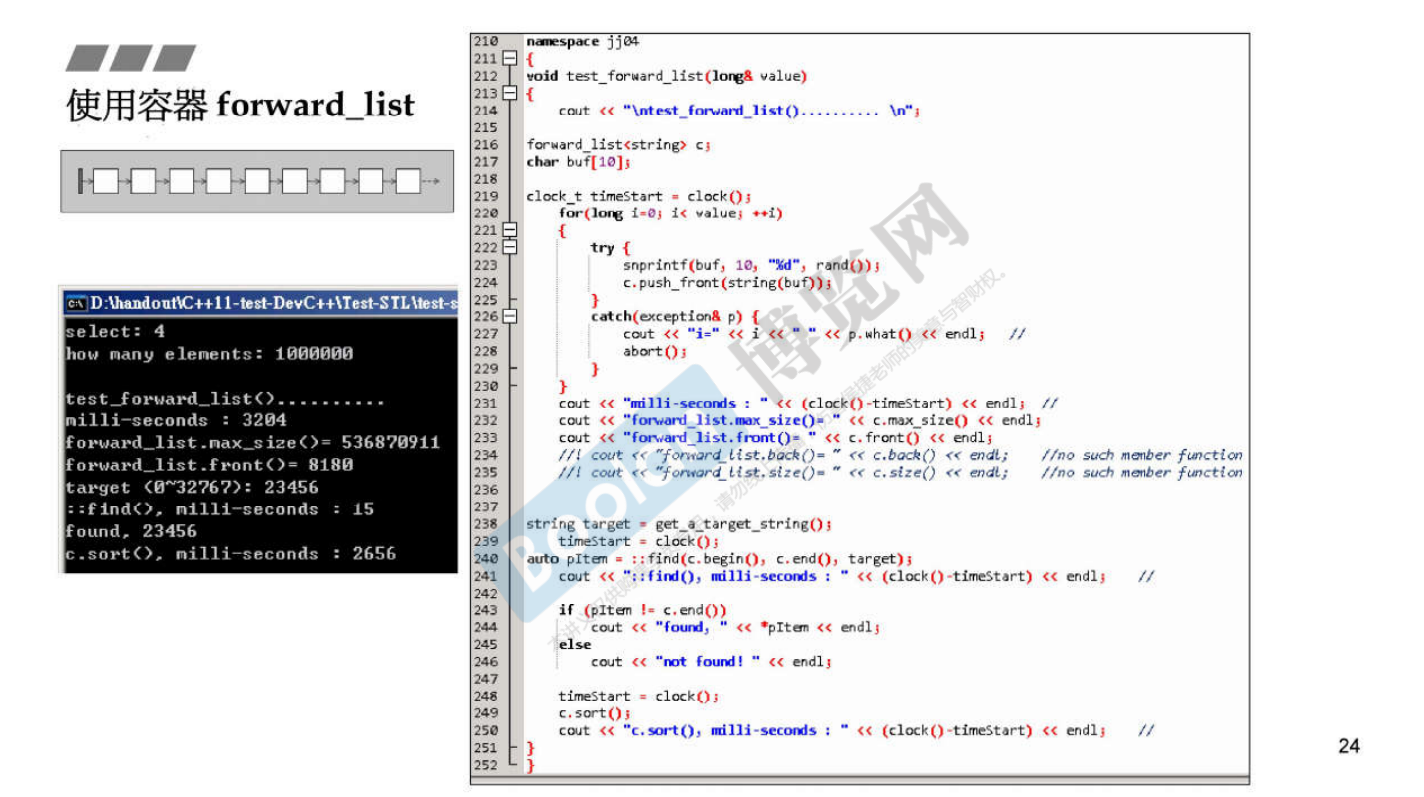 使用容器 forward_list
D:\handout\C++11-test-DevC++\Test-STL\test-s
select: 4
how many elements: 1000000
test_forward_list()..........
milli-seconds : 3204
forward_list.max_size()= 536870911
forward_list.front()= 8180
target (0~32767): 23456
::find(), milli-seconds : 15
found, 23456
c.sort(), milli-seconds : 2656
210 namespace jj04
211 {
212 void test_forward_list(long& value)
213 {
214 cout << "\ntest_forward_list().......... \n";
215
216 forward_list<string> c;
217 char buf[10];
218
219 clock_t timeStart = clock();
220 for(long i=0; i< value; ++i)
221 {
222 try {
223 snprintf(buf, 10, "%d", rand());
224 c.push_front(string(buf));
225 }
226 catch(exception& p) {
227 cout << "i=" << i << " " << p.what() << endl; //
228 abort();
229 }
230 }
231 cout << "milli-seconds : " << (clock()-timeStart) << endl; //
232 cout << "forward_list.max_size()= " << c.max_size() << endl;
233 cout << "forward_list.front()= " << c.front() << endl;
234 //! cout << "forward_list.back()= " << c.back() << endl; //no such member function
235 //! cout << "forward_list.size()= " << c.size() << endl; //no such member function
236
237
238 string target = get_a_target_string();
239 timeStart = clock();
240 auto pItem = ::find(c.begin(), c.end(), target);
241 cout << "::find(), milli-seconds : " << (clock()-timeStart) << endl; //
242
243 if (pItem != c.end())
244 cout << "found, " << *pItem << endl;
245 else
246 cout << "not found! " << endl;
247
248 timeStart = clock();
249 c.sort();
250 cout << "c.sort(), milli-seconds : " << (clock()-timeStart) << endl; //
251 }
252 }
Boolan 博览网
24